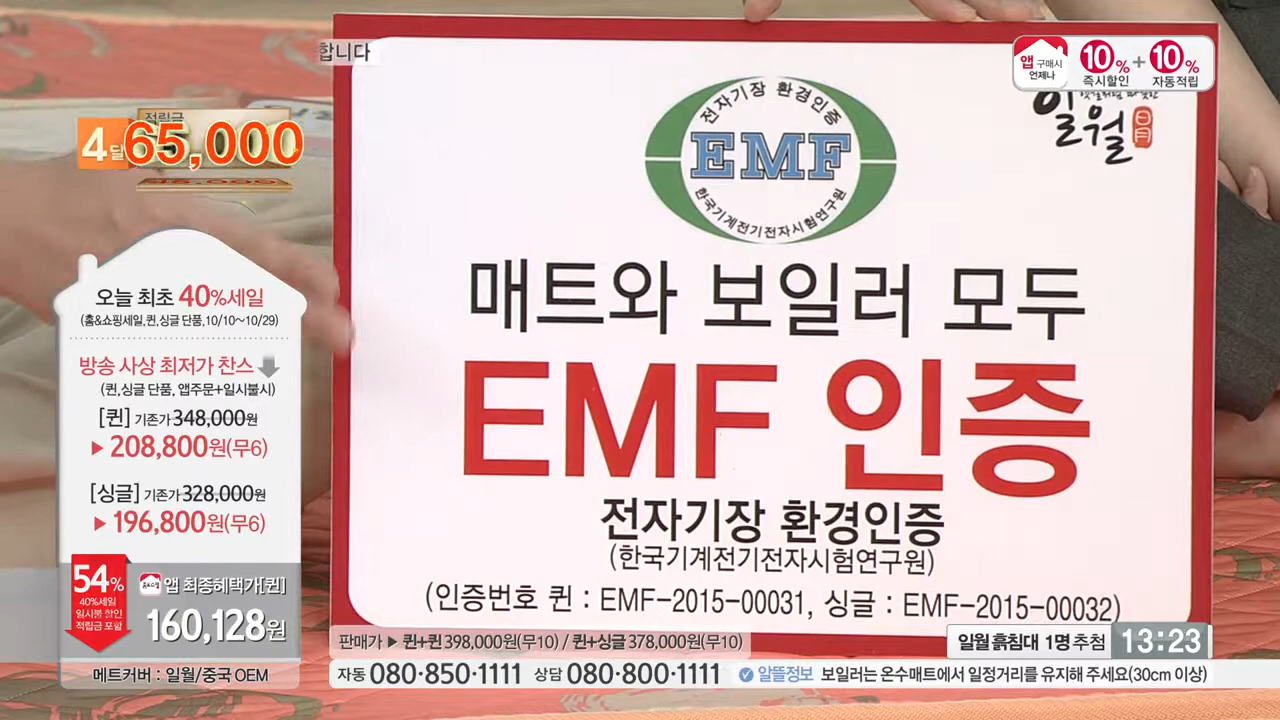 합니다
앱 구매시 언제나
10% 즉시할인 + 10% 자동적립
일월
日月
적립금
4달
65,000
전자기장 환경인증
EMF
한국기계전기전자시험연구원
매트와 보일러 모두
EMF 인증
전자기장 환경인증
(한국기계전기전자시험연구원)
(인증번호 퀸 : EMF-2015-00031, 싱글 : EMF-2015-00032)
오늘 최초 40%세일
(홈&쇼핑세일,퀸,싱글 단품,10/10~10/29)
방송 사상 최저가 찬스
(퀸,싱글 단품, 앱주문+일시불시)
[퀸] 기존가 348,000원
▶ 208,800원(무6)
[싱글] 기존가 328,000원
▶ 196,800원(무6)
54%
40%세일
일시불 할인
적립금 포함
앱 최종혜택가[퀸]
160,128원
메트커버 : 일월/중국 OEM
판매가 ▶ 퀸+퀸 398,000원(무10) / 퀸+싱글 378,000원(무10)
일월 흙침대 1명 추첨 13:23
자동 080·850·1111 상담 080·800·1111 알뜰정보 보일러는 온수매트에서 일정거리를 유지해 주세요(30cm 이상)